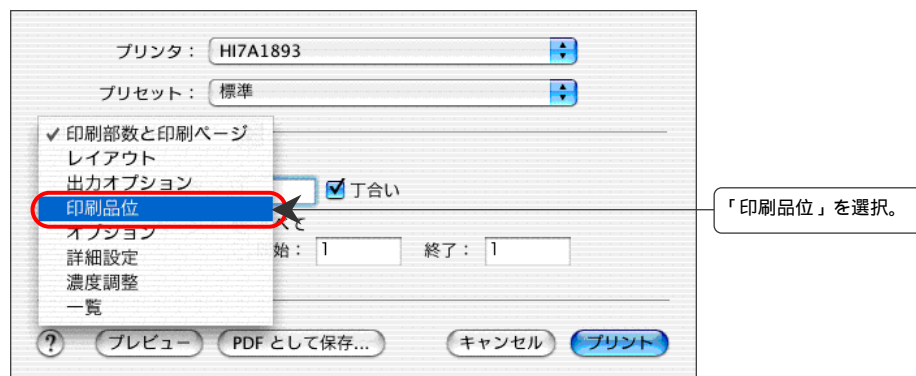 プリンタ： HI7A1893
プリセット： 標準
✓ 印刷部数と印刷ページ
レイアウト
出力オプション
丁合い
印刷品位
「印刷品位」を選択。
オプション
べて
始： 1 終了： 1
詳細設定
濃度調整
一覧
? プレビュー PDF として保存... キャンセル プリント